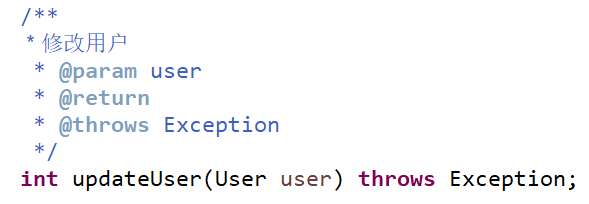 /**
* 修改用户
* @param user
* @return
* @throws Exception
*/
int updateUser(User user) throws Exception;